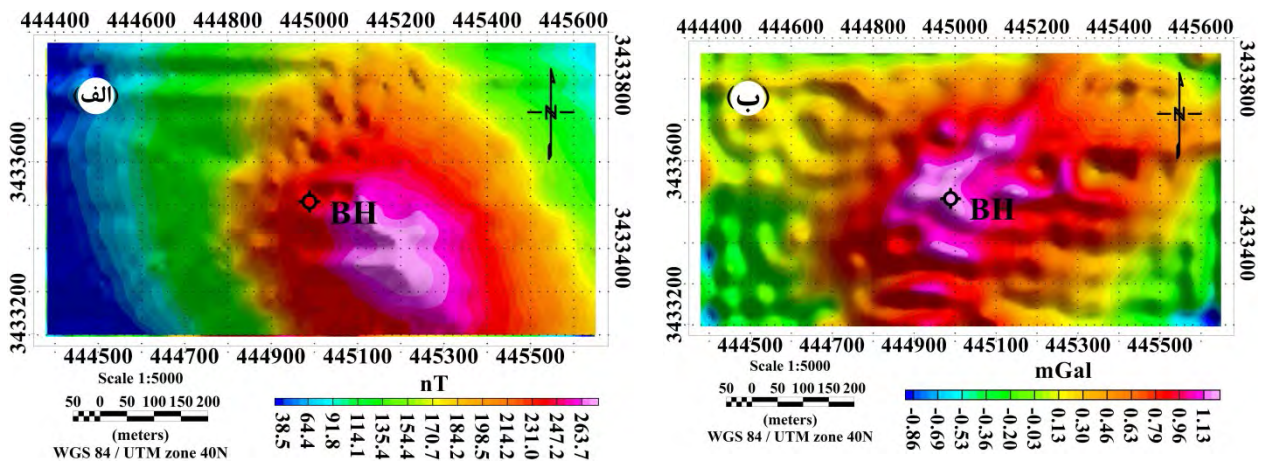 444400 444600 444800 445000 445200 445400 445600
الف
N
3433800
3433600
BH
3433400
3433200
444500 444700 444900 445100 445300 445500
Scale 1:5000
50 0 50 100 150 200
(meters)
WGS 84 / UTM zone 40N
nT
38.5 64.4 91.8 114.1 135.4 154.4 170.7 184.2 198.5 214.2 231.0 247.2 263.7
444400 444600 444800 445000 445200 445400 445600
ب
N
3433800
3433600
BH
3433400
3433200
444500 444700 444900 445100 445300 445500
Scale 1:5000
50 0 50 100 150 200
(meters)
WGS 84 / UTM zone 40N
mGal
-0.86 -0.69 -0.53 -0.36 -0.20 -0.03 0.13 0.30 0.46 0.63 0.79 0.96 1.13